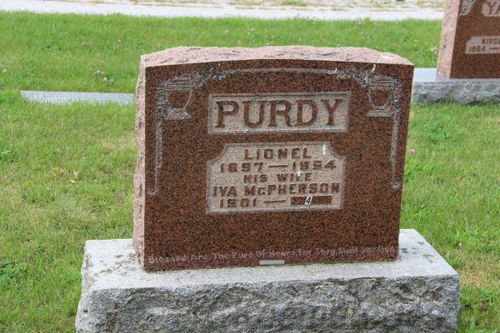 PURDY
LIONEL
1897 — 1984
HIS WIFE
IVA McPHERSON
1901 —
Blessed Are The Pure Of Heart For They Shall See God